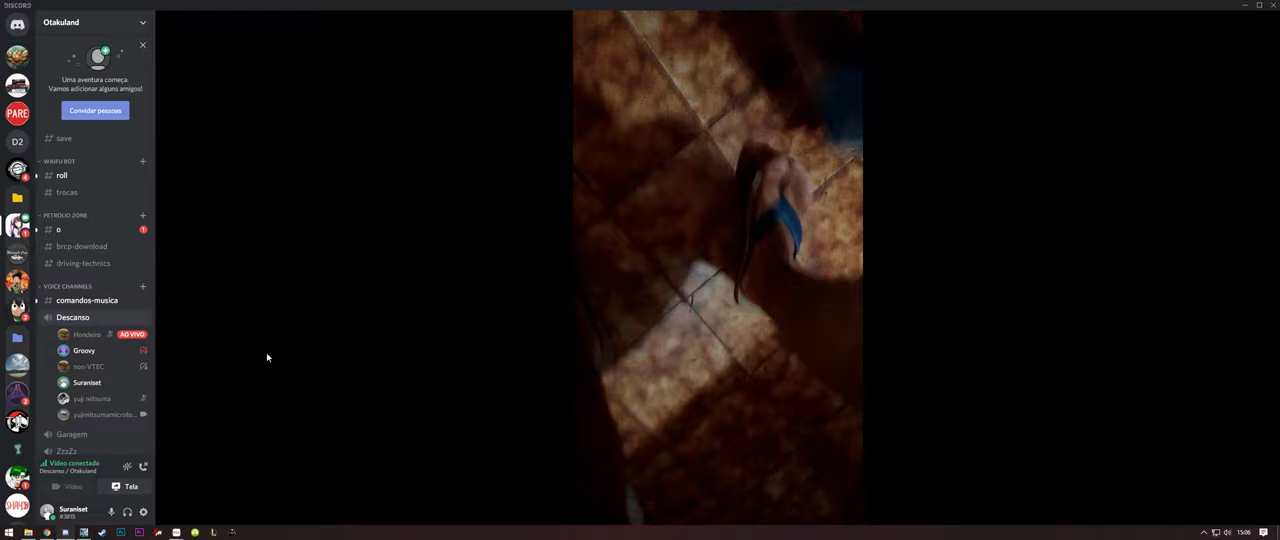 DISCORD
Otakuland
Uma aventura começa.
Vamos adicionar alguns amigos!
Convidar pessoas
save
WAIFU BOT
roll
trocas
PETROLIO ZONE
o
1
brcp-download
driving-technics
VOICE CHANNELS
comandos-musica
Descanso
Hondeiro
AO VIVO
Groovy
non-VTEC
Suraniset
yuji niitsuma
yujiniitsumamicrofo...
Garagem
ZzzZz
Vídeo conectado
Descanso / Otakuland
Vídeo
Tela
Suraniset
PARE
D2
15:06